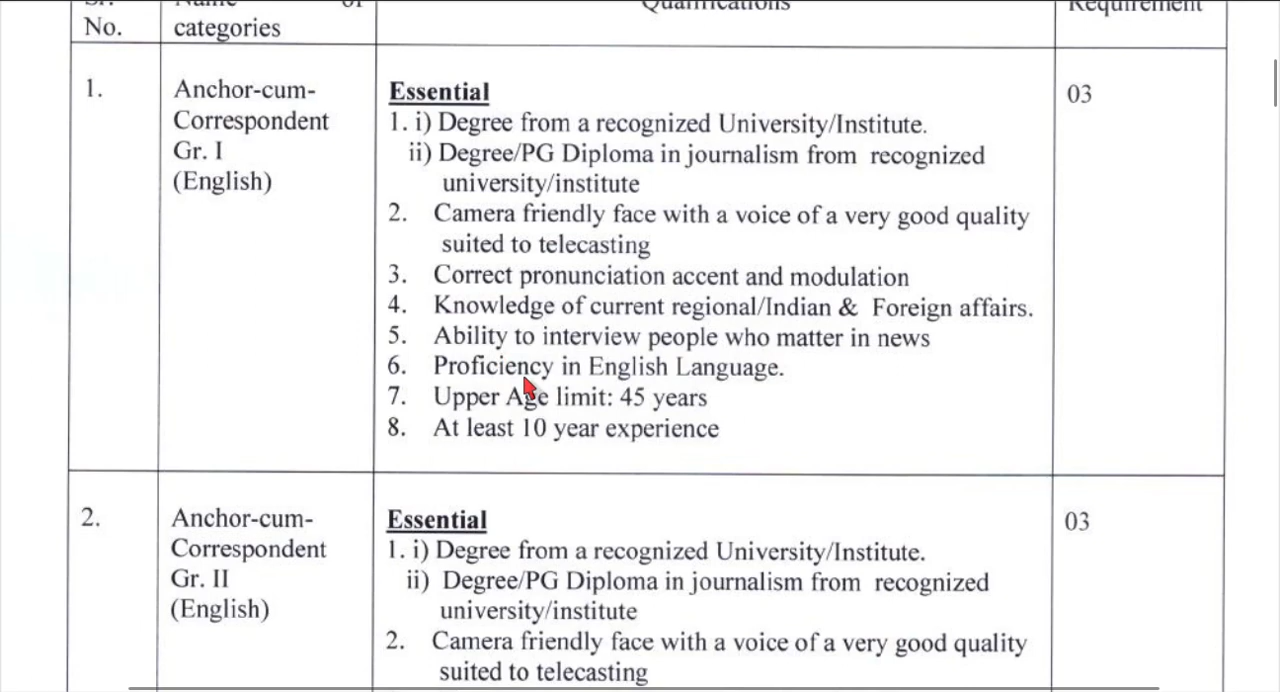 Sr. Name of Qualifications Requirement
No. categories
1. Anchor-cum-
Correspondent
Gr. I
(English)
Essential
1. i) Degree from a recognized University/Institute.
ii) Degree/PG Diploma in journalism from recognized
university/institute
2. Camera friendly face with a voice of a very good quality
suited to telecasting
3. Correct pronunciation accent and modulation
4. Knowledge of current regional/Indian & Foreign affairs.
5. Ability to interview people who matter in news
6. Proficiency in English Language.
7. Upper Age limit: 45 years
8. At least 10 year experience
03
2. Anchor-cum-
Correspondent
Gr. II
(English)
Essential
1. i) Degree from a recognized University/Institute.
ii) Degree/PG Diploma in journalism from recognized
university/institute
2. Camera friendly face with a voice of a very good quality
suited to telecasting
03